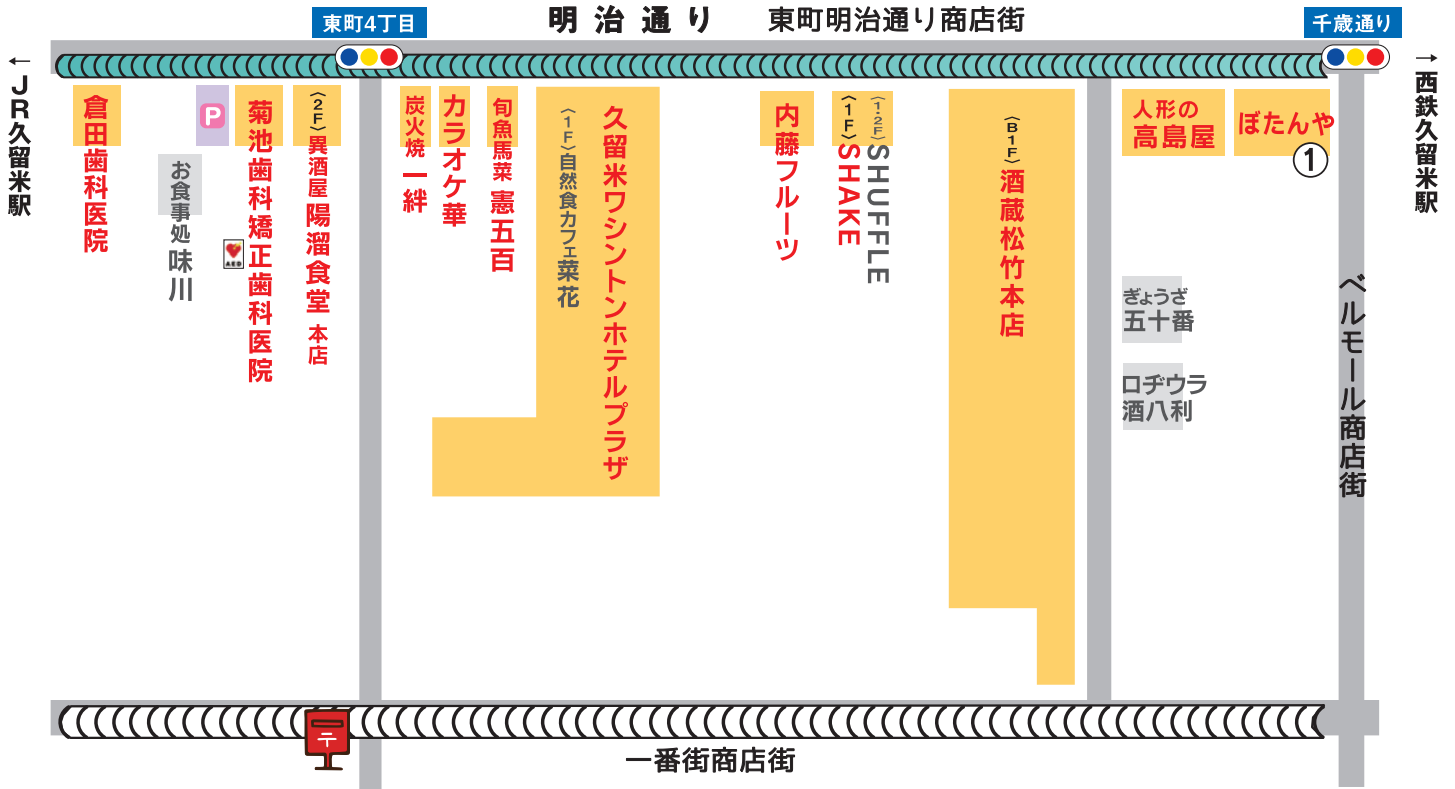 東町4丁目
明治通り
東町明治通り商店街
千歳通り
←JR久留米駅
→西鉄久留米駅
倉田歯科医院
お食事処 味川
P
AED
菊池歯科矯正歯科医院
〈2F〉異酒屋 陽溜食堂 本店
炭火焼 一絆
カラオケ華
旬魚馬菜 憲五百
〈1F〉自然食カフェ菜花
久留米ワシントンホテルプラザ
内藤フルーツ
〈1F〉SHAKE
〈1・2F〉SHUFFLE
〈B1F〉酒蔵松竹本店
人形の
高島屋
ぼたんや
①
ぎょうざ
五十番
ロヂウラ
酒八利
ベルモール商店街
〒
一番街商店街